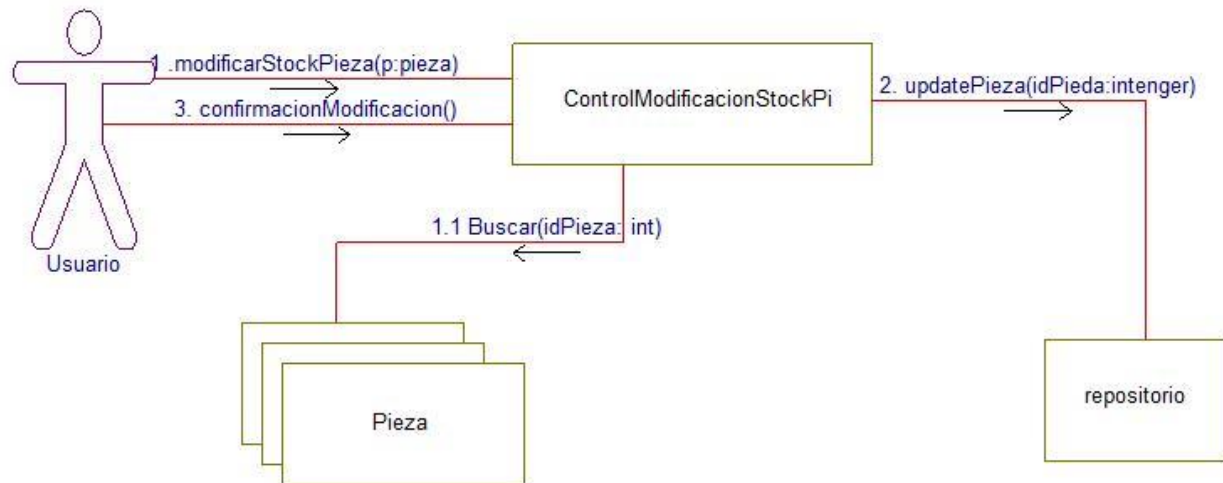 1 .modificarStockPieza(p:pieza)
3. confirmacionModificacion()
ControlModificacionStockPi
2. updatePieza(idPieda:intenger)
1.1 Buscar(idPieza: int)
Usuario
Pieza
repositorio